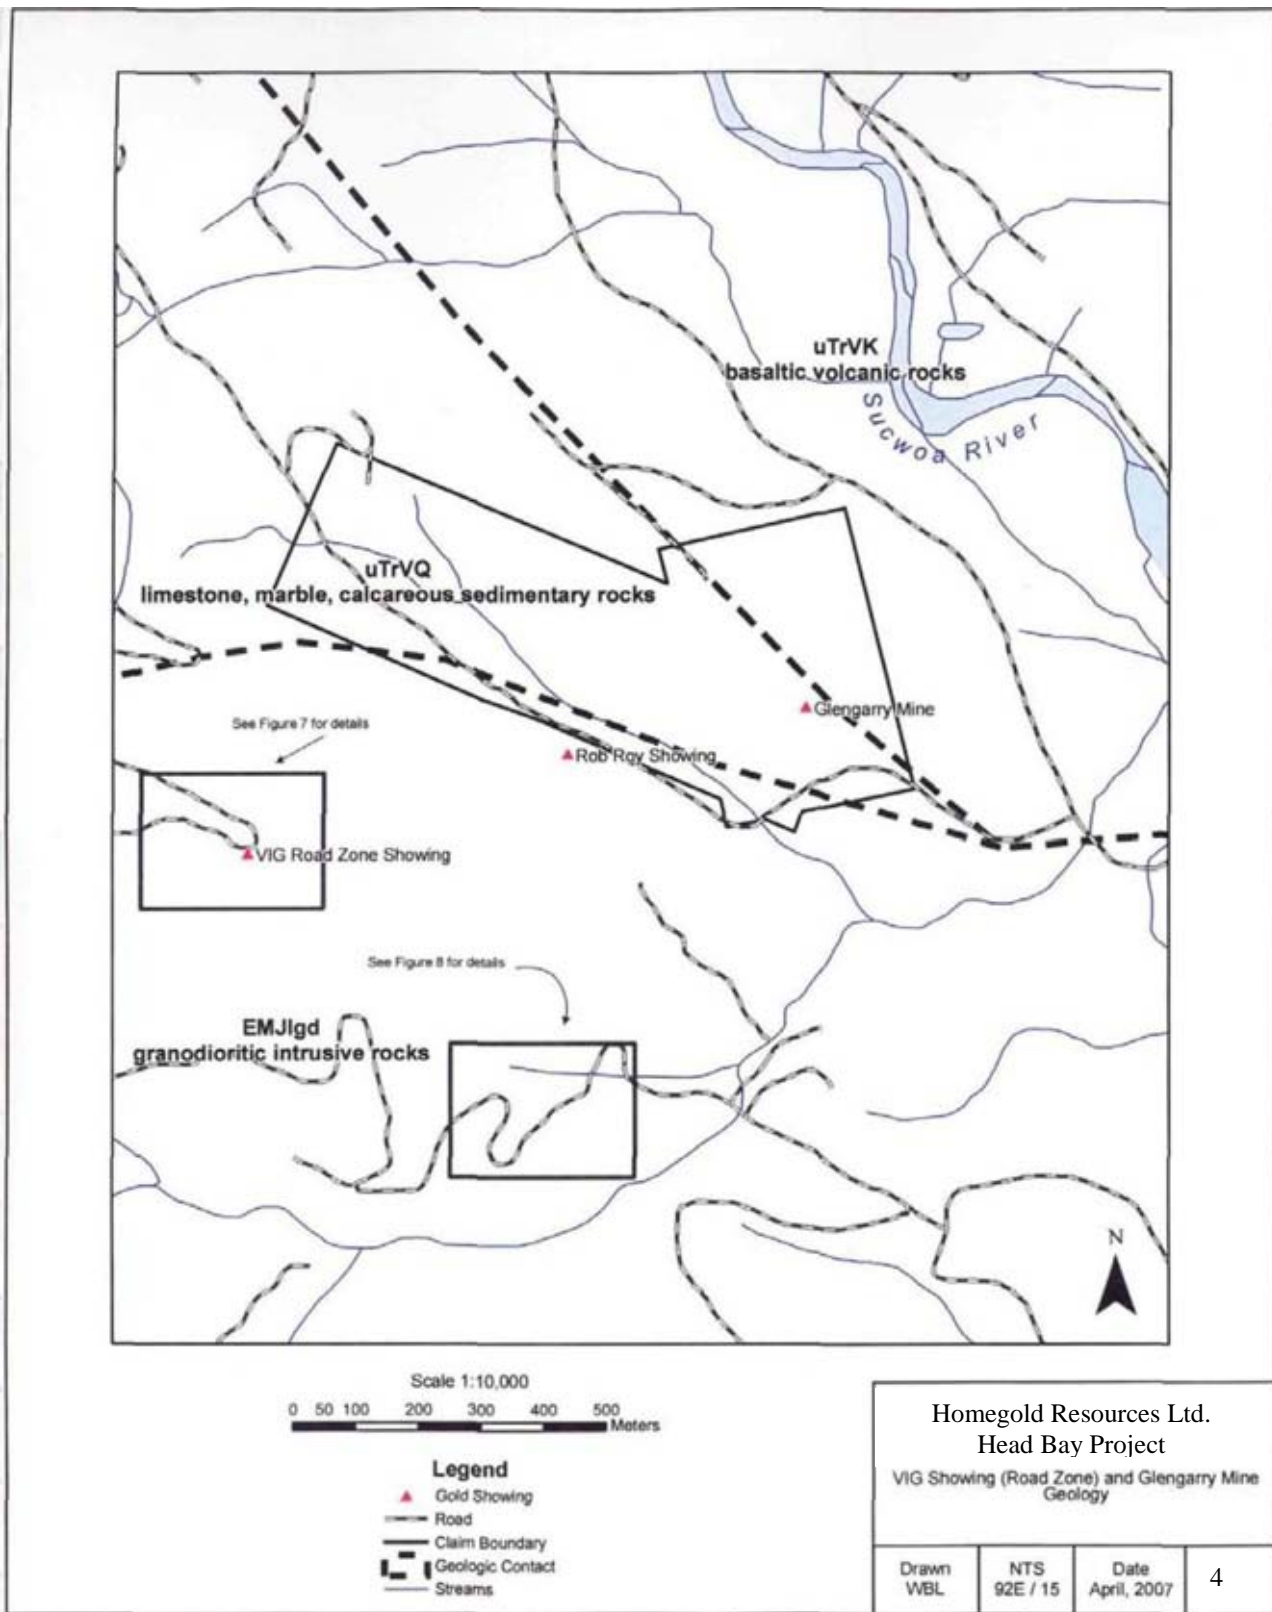 uTrVK
basaltic volcanic rocks
Sucwoa River
uTrVQ
limestone, marble, calcareous sedimentary rocks
See Figure 7 for details
Glengarry Mine
Rob Roy Showing
VIG Road Zone Showing
See Figure 8 for details
EMJlgd
granodioritic intrusive rocks
N
Scale 1:10,000
0 50 100 200 300 400 500
Meters
Legend
Gold Showing
Road
Claim Boundary
Geologic Contact
Streams
Homegold Resources Ltd.
Head Bay Project
VIG Showing (Road Zone) and Glengarry Mine
Geology
Drawn
WBL
NTS
92E / 15
Date
April, 2007
4